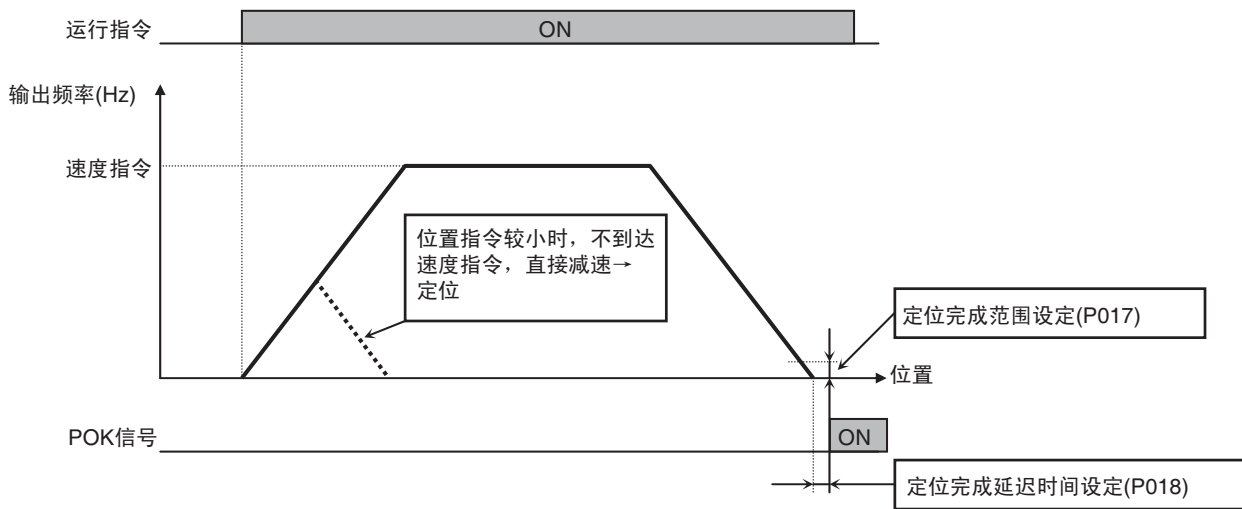 运行指令
ON
输出频率(Hz)
速度指令
位置指令较小时，不到达
速度指令，直接减速→
定位
定位完成范围设定(P017)
位置
POK信号
ON
定位完成延迟时间设定(P018)